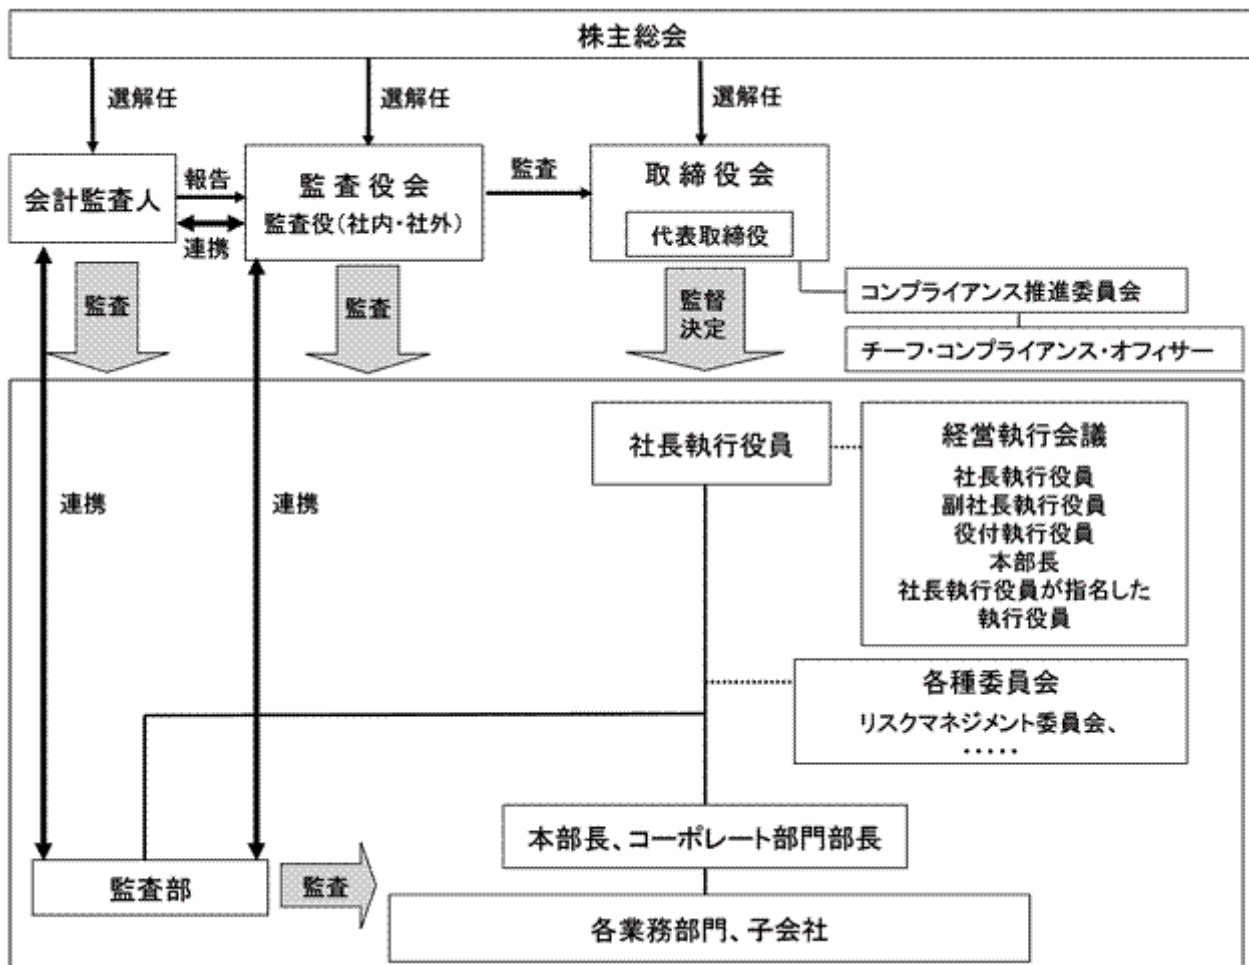 株主総会
選解任
選解任
選解任
会計監査人
報告
連携
監査役会
監査役(社内・社外)
監査
取締役会
代表取締役
監査
監査
監督
決定
コンプライアンス推進委員会
チーフ・コンプライアンス・オフィサー
社長執行役員
経営執行会議
社長執行役員
副社長執行役員
役付執行役員
本部長
社長執行役員が指名した
執行役員
連携
連携
各種委員会
リスクマネジメント委員会、
・・・・・
本部長、コーポレート部門部長
監査部
監査
各業務部門、子会社